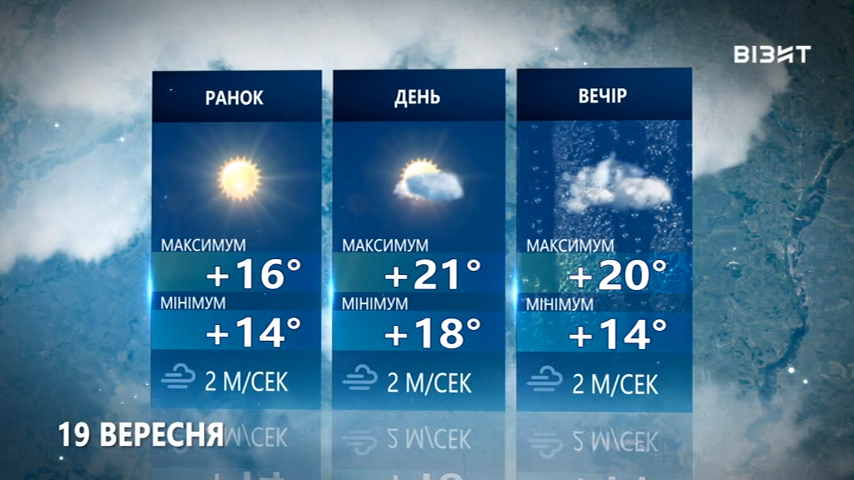 ВІЗИТ
РАНОК
МАКСИМУМ
+16°
МІНІМУМ
+14°
2 М/СЕК
ДЕНЬ
МАКСИМУМ
+21°
МІНІМУМ
+18°
2 М/СЕК
ВЕЧІР
МАКСИМУМ
+20°
МІНІМУМ
+14°
2 М/СЕК
19 ВЕРЕСНЯ